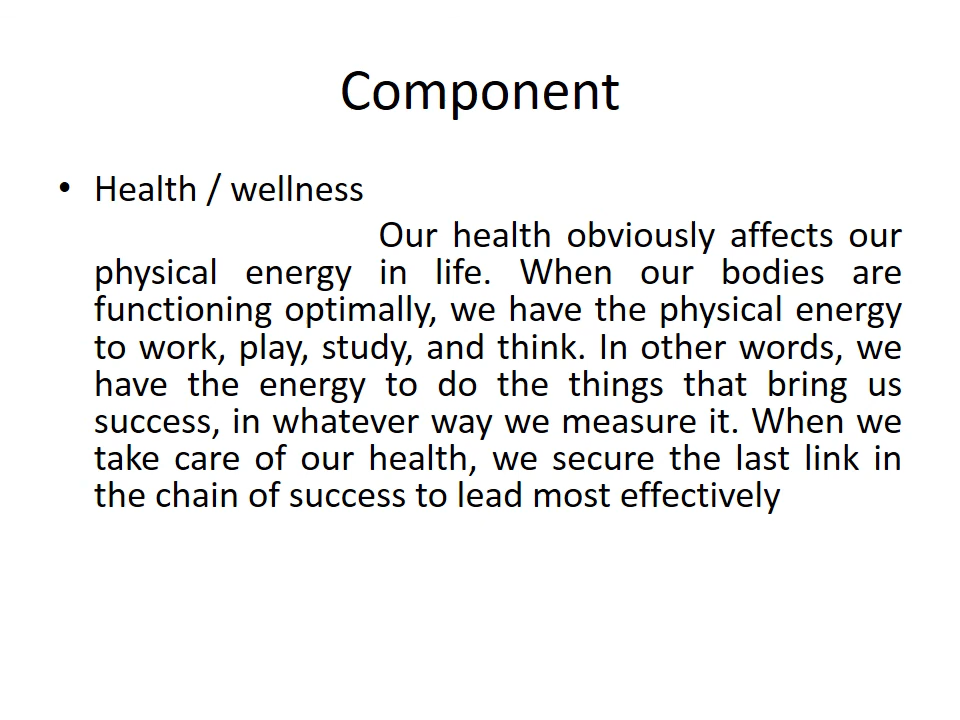 Component
• Health / wellness
Our health obviously affects our
physical energy in life. When our bodies are
functioning optimally, we have the physical energy
to work, play, study, and think. In other words, we
have the energy to do the things that bring us
success, in whatever way we measure it. When we
take care of our health, we secure the last link in
the chain of success to lead most effectively